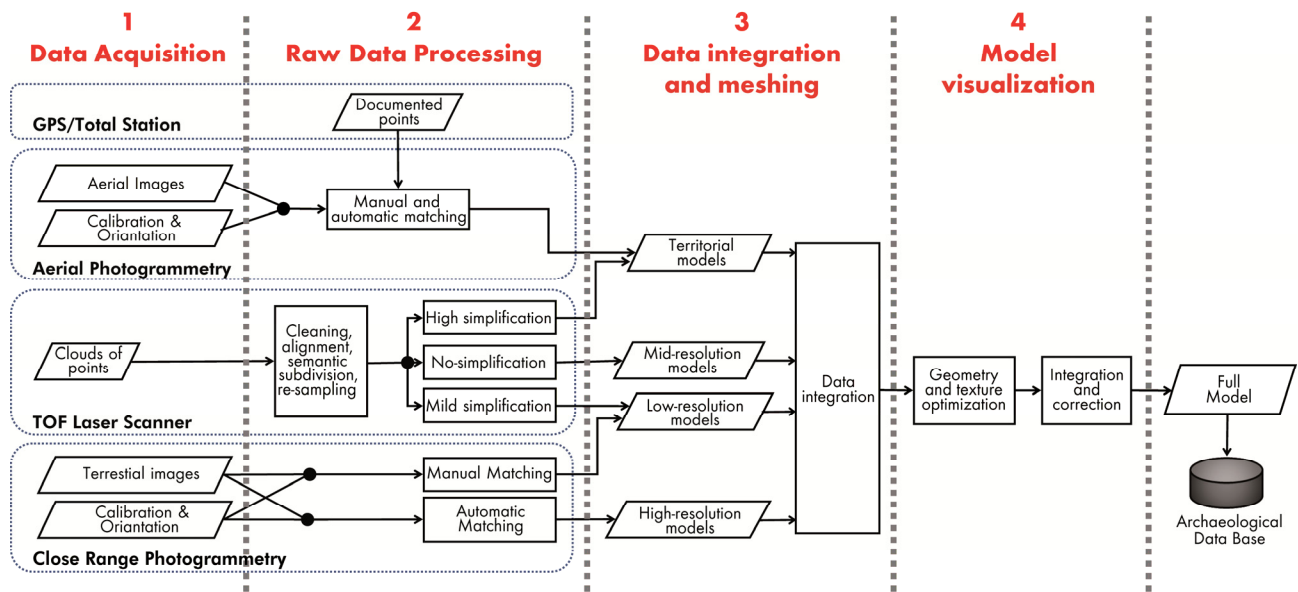 1
Data Acquisition
2
Raw Data Processing
3
Data integration
and meshing
4
Model
visualization
Documented
points
GPS/Total Station
Aerial Images
Calibration &
Oriantation
Manual and
automatic matching
Aerial Photogrammetry
Territorial
models
Clouds of
points
Cleaning,
alignment,
semantic
subdivision,
re-sampling
High simplification
No-simplification
Mild simplification
TOF Laser Scanner
Mid-resolution
models
Low-resolution
models
Data
integration
Geometry
and texture
optimization
Integration
and
correction
Full
Model
Terrestial images
Calibration &
Oriantation
Manual Matching
Automatic
Matching
Close Range Photogrammetry
High-resolution
models
Archaeological
Data Base